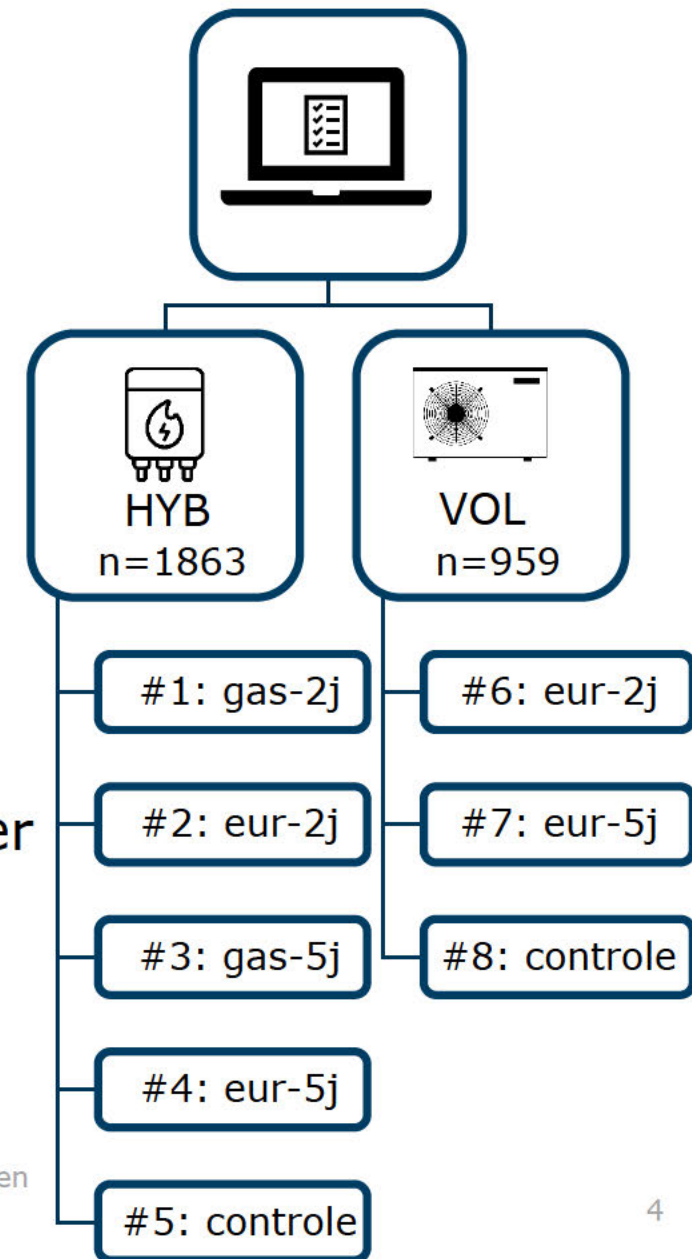 HYB
n=1863
VOL
n=959
#1: gas-2j
#2: eur-2j
#3: gas-5j
#4: eur-5j
#5: controle
#6: eur-2j
#7: eur-5j
#8: controle
er
en
4